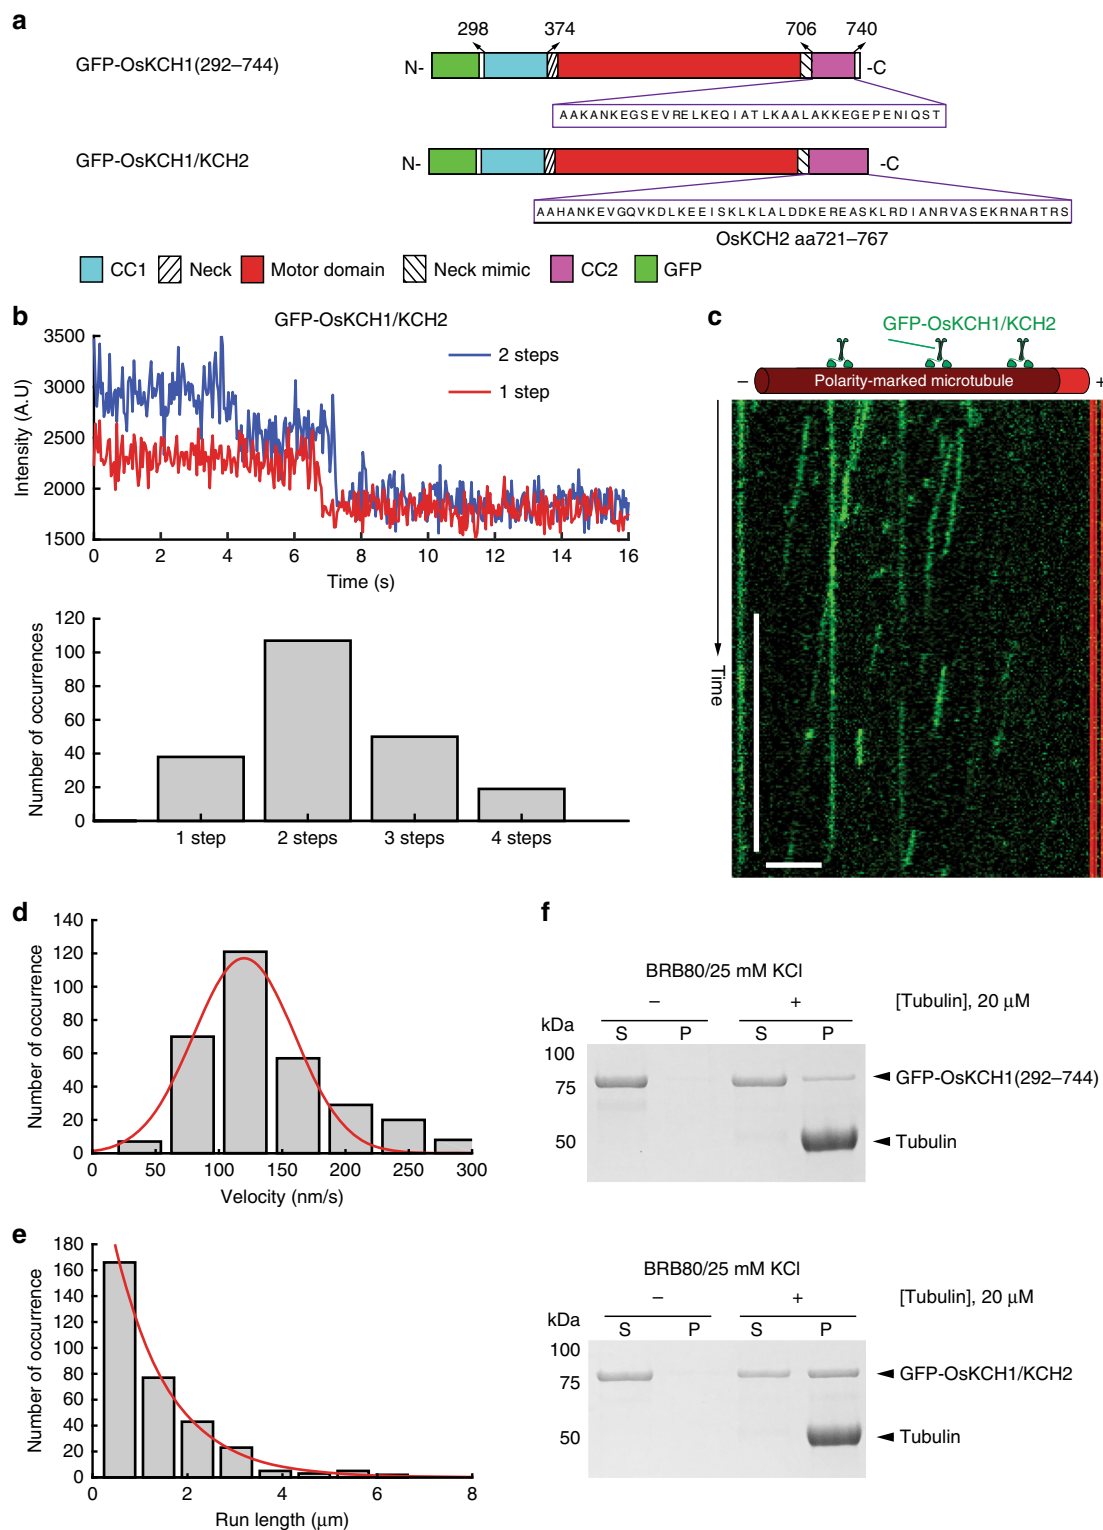 a
298 374 706 740
GFP-OsKCH1(292–744) N- -C
AAKANKEGSEVRELKEQIATLKAALAKKEGEPENIQST
GFP-OsKCH1/KCH2 N- -C
AAHANKEVGQVKDLKEEISKLKLALDDKEREASKLRDIANRVASEKRNARTRS
OsKCH2 aa721–767
CC1 Neck Motor domain Neck mimic CC2 GFP
b
GFP-OsKCH1/KCH2
2 steps
1 step
Intensity (A.U)
3500
3000
2500
2000
1500
0 2 4 6 8 10 12 14 16
Time (s)
Number of occurrences
120
100
80
60
40
20
0
1 step 2 steps 3 steps 4 steps
c
GFP-OsKCH1/KCH2
– Polarity-marked microtubule +
Time
d
Number of occurrence
140
120
100
80
60
40
20
0
0 50 100 150 200 250 300
Velocity (nm/s)
e
Number of occurrence
180
160
140
120
100
80
60
40
20
0
0 2 4 6 8
Run length (μm)
f
BRB80/25 mM KCl
– + [Tubulin], 20 μM
kDa S P S P
100
75
50
GFP-OsKCH1(292–744)
Tubulin
BRB80/25 mM KCl
– + [Tubulin], 20 μM
kDa S P S P
100
75
50
GFP-OsKCH1/KCH2
Tubulin